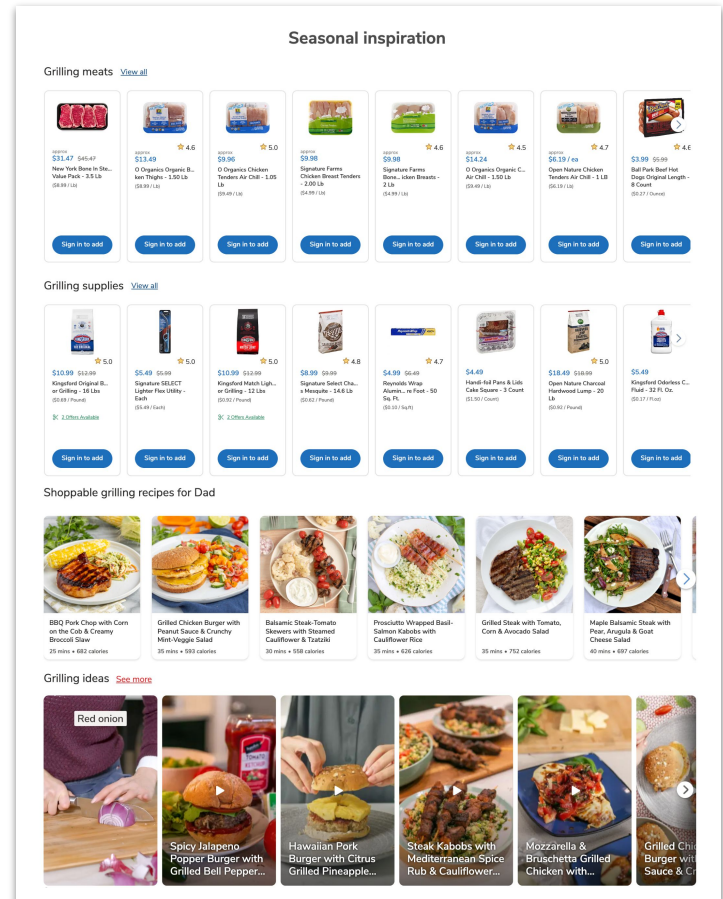 Seasonal inspiration
Grilling meats View all
approx
$31.47 $45.47
New York Bone In Ste...
Value Pack - 3.5 Lb
($8.99 / Lb)
Sign in to add
approx 4.6
$13.49
O Organics Organic B...
ken Thighs - 1.50 Lb
($8.99 / Lb)
Sign in to add
approx 5.0
$9.96
O Organics Chicken
Tenders Air Chill - 1.05
Lb
($9.49 / Lb)
Sign in to add
$9.98
Signature Farms
Chicken Breast Tenders
- 2.00 Lb
($4.99 / Lb)
Sign in to add
approx 4.6
$9.98
Signature Farms
Bone... icken Breasts -
2 Lb
($4.99 / Lb)
Sign in to add
approx 4.5
$14.24
O Organics Organic C...
Air Chill - 1.50 Lb
($9.49 / Lb)
Sign in to add
approx 4.7
$6.19 / ea
Open Nature Chicken
Tenders Air Chill - 1 LB
($6.19 / Lb)
Sign in to add
4.6
$3.99 $5.99
Ball Park Beef Hot
Dogs Original Length -
8 Count
($0.27 / Ounce)
Sign in to add
Grilling supplies View all
5.0
$10.99 $12.99
Kingsford Original B...
or Grilling - 16 Lbs
($0.69 / Pound)
2 Offers Available
Sign in to add
5.0
$5.49 $5.99
Signature SELECT
Lighter Flex Utility -
Each
($5.49 / Each)
Sign in to add
5.0
$10.99 $12.99
Kingsford Match Ligh...
or Grilling - 12 Lbs
($0.92 / Pound)
2 Offers Available
Sign in to add
4.8
$8.99 $9.99
Signature Select Cha...
s Mesquite - 14.6 Lb
($0.62 / Pound)
Sign in to add
4.7
$4.99 $6.49
Reynolds Wrap
Alumin... re Foot - 50
Sq. Ft.
($0.10 / Sq.ft)
Sign in to add
$4.49
Handi-foil Pans & Lids
Cake Square - 3 Count
($1.50 / Count)
Sign in to add
5.0
$18.49 $18.99
Open Nature Charcoal
Hardwood Lump - 20
Lb
($0.92 / Pound)
Sign in to add
$5.49
Kingsford Odorless C...
Fluid - 32 Fl. Oz.
($0.17 / Fl.oz)
Sign in to add
Shoppable grilling recipes for Dad
BBQ Pork Chop with Corn
on the Cob & Creamy
Broccoli Slaw
25 mins • 682 calories
Grilled Chicken Burger with
Peanut Sauce & Crunchy
Mint-Veggie Salad
35 mins • 593 calories
Balsamic Steak-Tomato
Skewers with Steamed
Cauliflower & Tzatziki
30 mins • 558 calories
Prosciutto Wrapped Basil-
Salmon Kabobs with
Cauliflower Rice
35 mins • 626 calories
Grilled Steak with Tomato,
Corn & Avocado Salad
35 mins • 752 calories
Maple Balsamic Steak with
Pear, Arugula & Goat
Cheese Salad
40 mins • 697 calories
Grilling ideas See more
Red onion
TOMATO
KETCHUP
Spicy Jalapeno
Popper Burger with
Grilled Bell Pepper...
Hawaiian Pork
Burger with Citrus
Grilled Pineapple...
Steak Kabobs with
Mediterranean Spice
Rub & Cauliflower...
Mozzarella &
Bruschetta Grilled
Chicken with...
Grilled Chic
Burger wit
Sauce & Cr